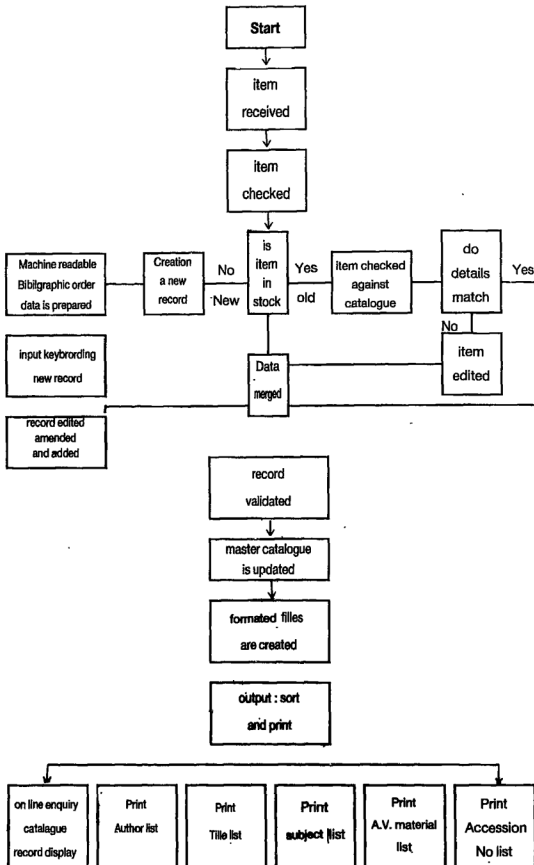 Start
item
received
item
checked
Machine readable
Bibilgraphic order
data is prepared
Creation
a new
record
No
New
is
item
in
stock
Yes
old
item checked
against
catalogue
do
details
match
Yes
No
input keybrording
new record
Data
merged
item
edited
record edited
amended
and added
record
validated
master catalogue
is updated
formated filles
are created
output : sort
and print
on line enquiry
catalague
record display
Print
Author list
Print
Tille list
Print
subject list
Print
A.V. material
list
Print
Accession
No list